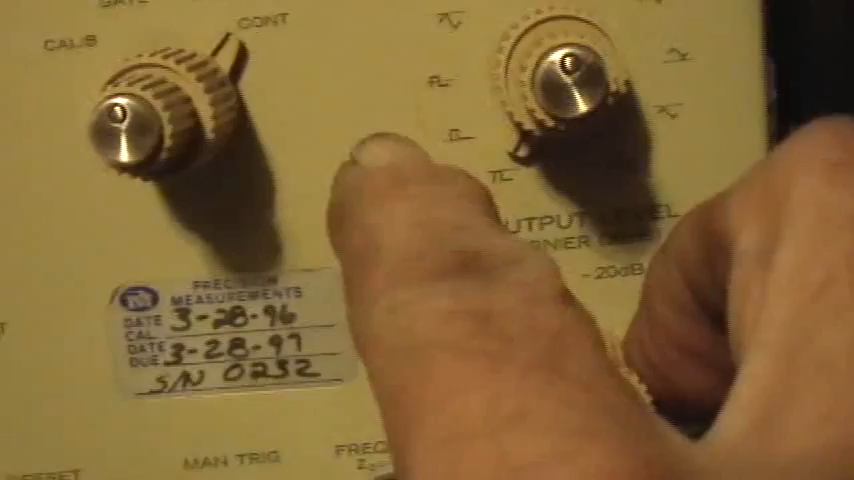 GATE
CONT
CALIB
OUTPUT LEVEL
-20dB
PRECISION
MEASUREMENTS
DATE 3-28-96
CAL
DATE 3-28-97
DUE
S/N 0232
MAN TRIG